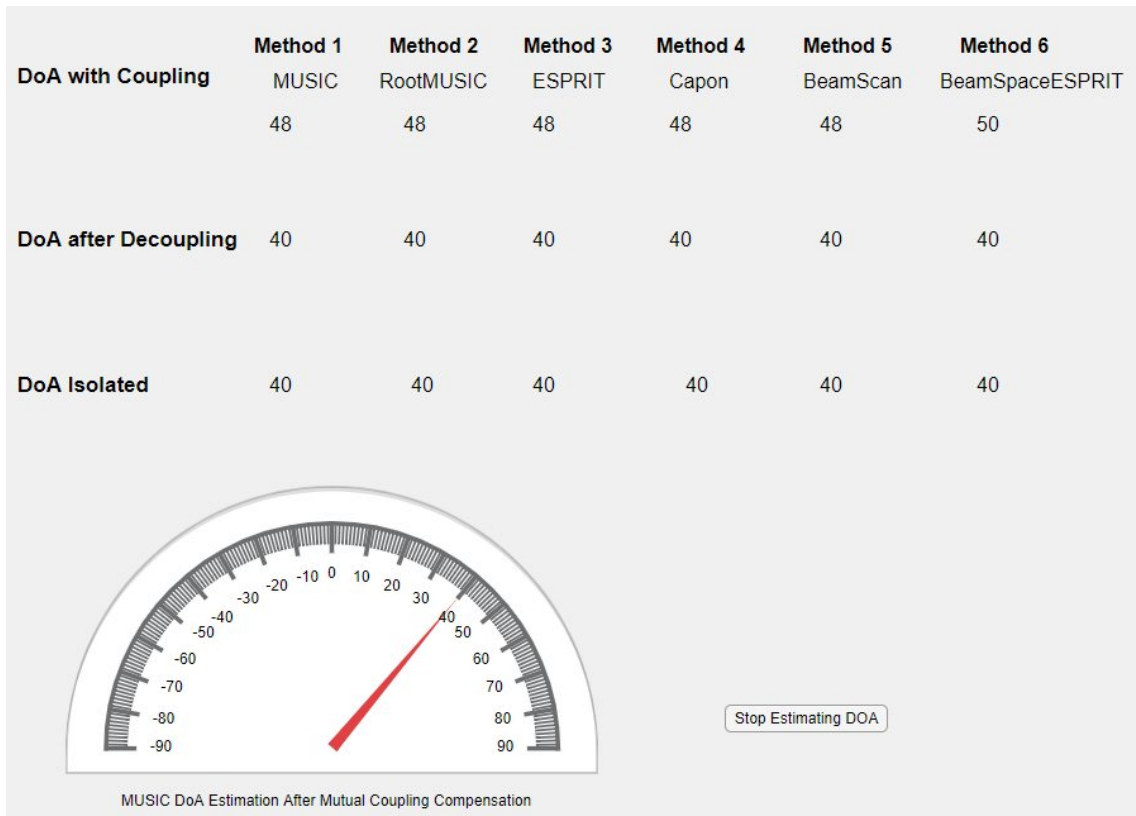 Method 1 Method 2 Method 3 Method 4 Method 5 Method 6
DoA with Coupling MUSIC RootMUSIC ESPRIT Capon BeamScan BeamSpaceESPRIT
48 48 48 48 48 50
DoA after Decoupling 40 40 40 40 40 40
DoA Isolated 40 40 40 40 40 40
-90 -80 -70 -60 -50 -40 -30 -20 -10 0 10 20 30 40 50 60 70 80 90
Stop Estimating DOA
MUSIC DoA Estimation After Mutual Coupling Compensation